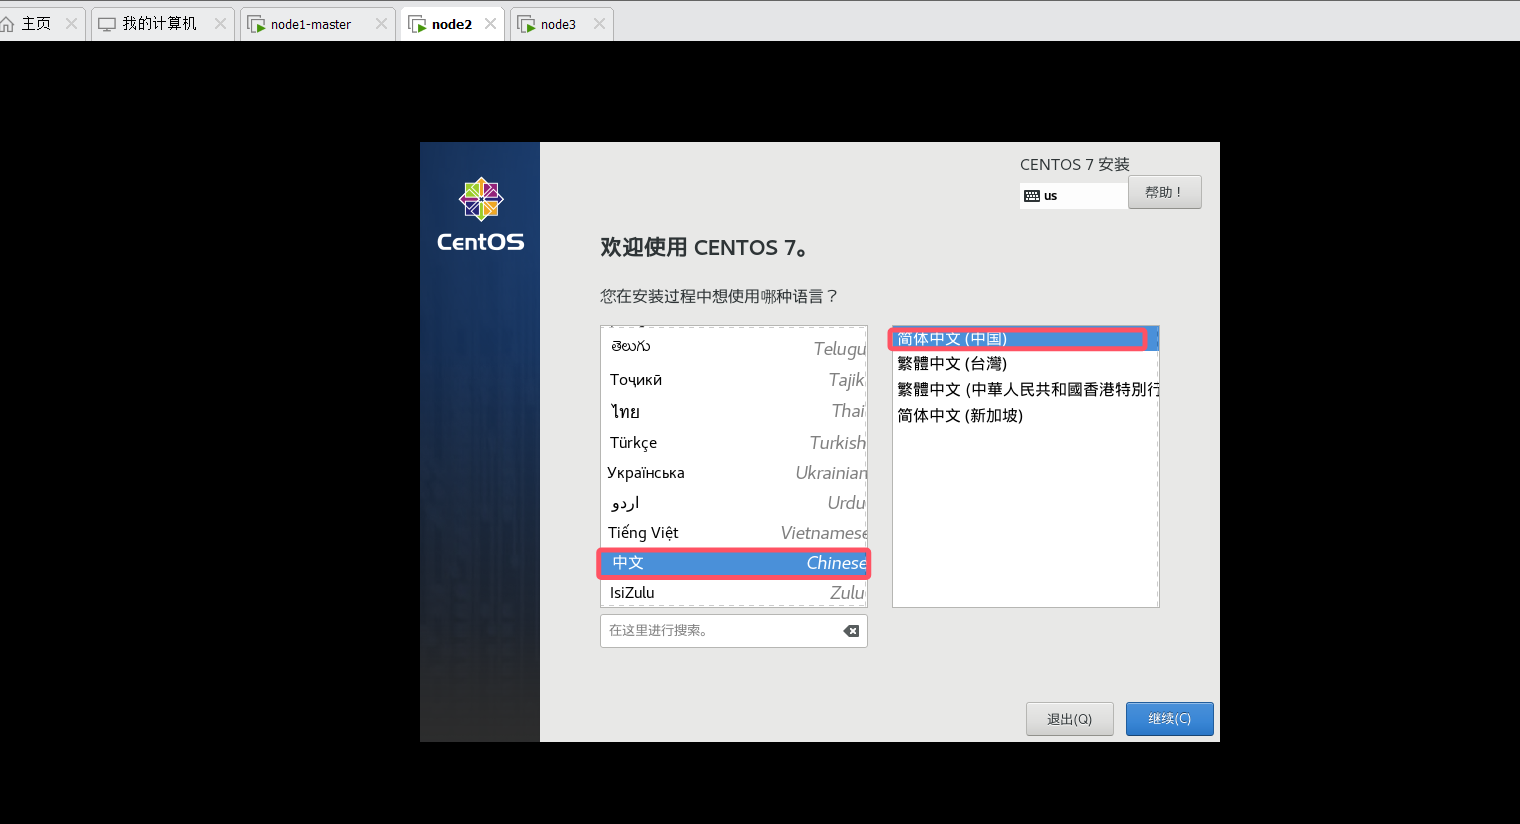 主页
我的计算机
node1-master
node2
node3
CENTOS 7 安装
us
帮助！
CentOS
欢迎使用 CENTOS 7。
您在安装过程中想使用哪种语言？
తెలుగు Telugu
Тоҷикӣ Tajik
ไทย Thai
Türkçe Turkish
Українська Ukrainian
اردو Urdu
Tiếng Việt Vietnamese
中文 Chinese
IsiZulu Zulu
简体中文 (中国)
繁體中文 (台灣)
繁體中文 (中華人民共和國香港特別行
简体中文 (新加坡)
在这里进行搜索。
退出(Q)
继续(C)